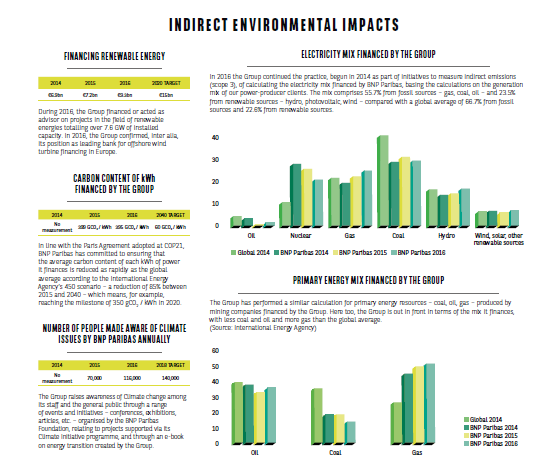 INDIRECT ENVIRONMENTAL IMPACTS
FINANCING RENEWABLE ENERGY
2014 2015 2016 2020 TARGET
€6.9bn €7.2bn €9.3bn €15bn
During 2016, the Group financed or acted as
advisor on projects in the field of renewable
energies totalling over 7.6 GW of installed
capacity. In 2016, the Group confirmed, inter alia,
its position as leading bank for offshore wind
turbine financing in Europe.
CARBON CONTENT OF kWh
FINANCED BY THE GROUP
2014 2015 2016 2040 TARGET
No
measurement gCO₂ / kWh gCO₂ / kWh gCO₂ / kWh
In line with the Paris Agreement adopted at COP21,
BNP Paribas has committed to ensuring that
the average carbon content of each kWh of power
it finances is reduced as rapidly as the global
average according to the International Energy
Agency's 450 scenario – a reduction of 85% between
2015 and 2040 – which means, for example,
reaching the milestone of 350 gCO₂ / kWh in 2020.
NUMBER OF PEOPLE MADE AWARE OF CLIMATE
ISSUES BY BNP PARIBAS ANNUALLY
2014 2015 2016 2018 TARGET
No
measurement 70,000 140,000
The Group raises awareness of Climate change among
its staff and the general public through a range
of events and initiatives – conferences, exhibitions,
articles, etc. – organised by the BNP Paribas
Foundation, relating to projects supported via its
Climate Initiative programme, and through an e-book
on energy transition created by the Group.
ELECTRICITY MIX FINANCED BY THE GROUP
In 2016 the Group continued the practice, begun in 2014 as part of initiatives to measure indirect emissions
(scope 3), of calculating the electricity mix financed by BNP Paribas, basing the calculations on the generation
mix of our power-producer clients. The mix comprises 55.7% from fossil sources – gas, coal, oil – and 23.9%
from renewable sources – hydro, photovoltaic, wind – compared with a global average of 66.7% from fossil
sources and 22.6% from renewable sources.
40
30
20
10
0
Oil Nuclear Gas Coal Hydro Wind, solar, other
renewable sources
Global 2014 BNP Paribas 2014 BNP Paribas 2015 BNP Paribas 2016
PRIMARY ENERGY MIX FINANCED BY THE GROUP
The Group has performed a similar calculation for primary energy resources – coal, oil, gas – produced by
mining companies financed by the Group. Here too, the Group is out in front in terms of the mix it finances,
with less coal and oil and more gas than the global average.
(Source: International Energy Agency)
60
50
40
30
20
10
0
Oil Coal Gas
Global 2014
BNP Paribas 2014
BNP Paribas 2015
BNP Paribas 2016